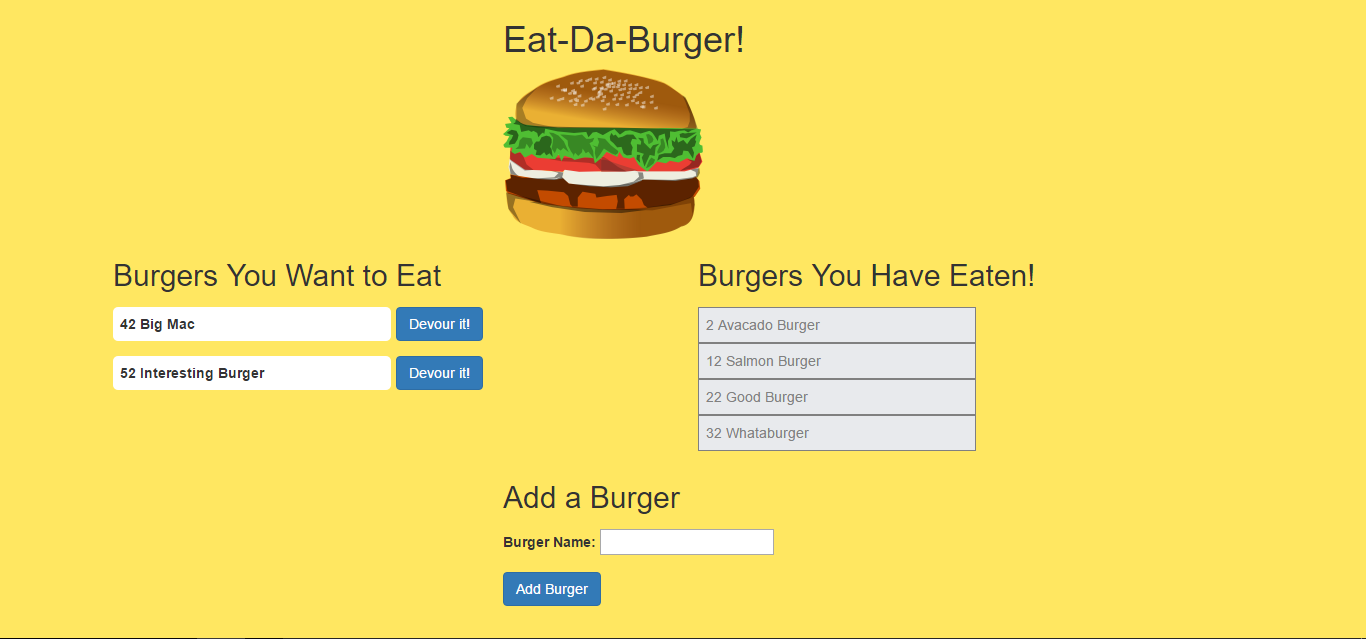 Eat-Da-Burger!
Burgers You Want to Eat
42 Big Mac
Devour it!
52 Interesting Burger
Devour it!
Burgers You Have Eaten!
2 Avacado Burger
12 Salmon Burger
22 Good Burger
32 Whataburger
Add a Burger
Burger Name:
Add Burger